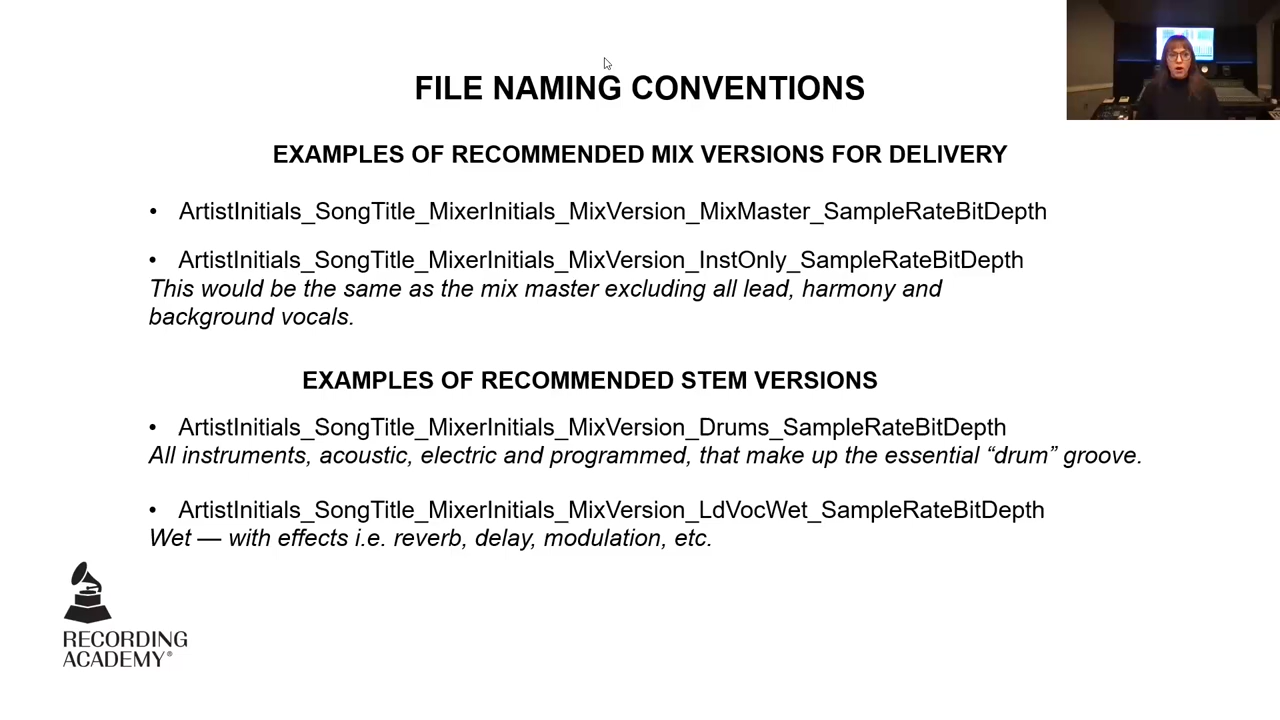 FILE NAMING CONVENTIONS
EXAMPLES OF RECOMMENDED MIX VERSIONS FOR DELIVERY
• ArtistInitials_SongTitle_MixerInitials_MixVersion_MixMaster_SampleRateBitDepth
• ArtistInitials_SongTitle_MixerInitials_MixVersion_InstOnly_SampleRateBitDepth
This would be the same as the mix master excluding all lead, harmony and
background vocals.
EXAMPLES OF RECOMMENDED STEM VERSIONS
• ArtistInitials_SongTitle_MixerInitials_MixVersion_Drums_SampleRateBitDepth
All instruments, acoustic, electric and programmed, that make up the essential “drum” groove.
• ArtistInitials_SongTitle_MixerInitials_MixVersion_LdVocWet_SampleRateBitDepth
Wet — with effects i.e. reverb, delay, modulation, etc.
RECORDING
ACADEMY®